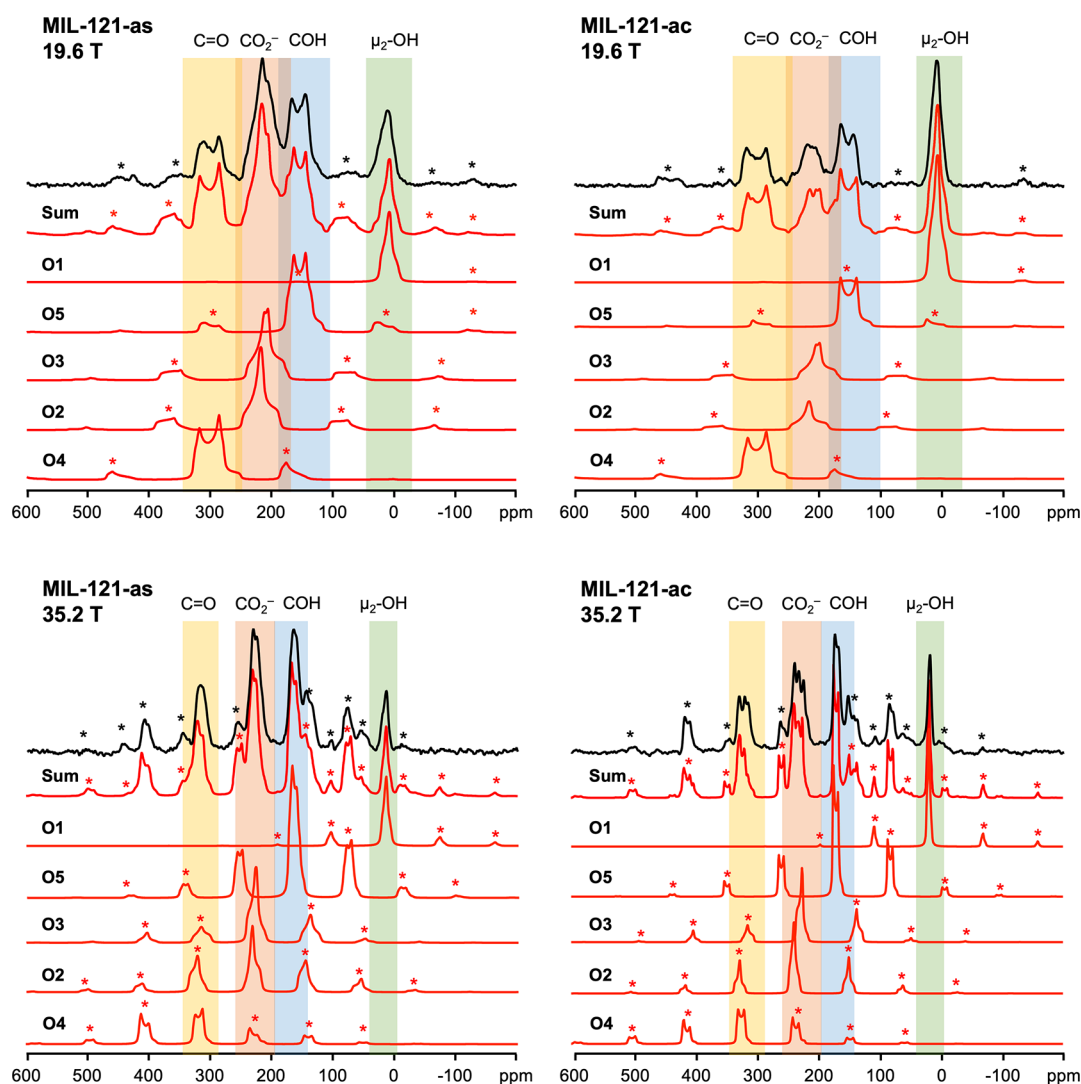 MIL-121-as
19.6 T
C=O CO₂⁻ COH μ₂-OH
* * * * *
Sum * * * * *
O1 * *
O5 * * *
O3 * * *
O2 * * *
O4 * *
600 500 400 300 200 100 0 -100 ppm
MIL-121-ac
19.6 T
C=O CO₂⁻ COH μ₂-OH
* * * *
Sum * * * *
O1 * *
O5 * *
O3 * *
O2 * *
O4 * *
600 500 400 300 200 100 0 -100 ppm
MIL-121-as
35.2 T
C=O CO₂⁻ COH μ₂-OH
* * * * * * * * * *
Sum * * * * * * * * * *
O1 * * * * *
O5 * * * *
O3 * * * *
O2 * * * * * *
O4 * * * * *
600 500 400 300 200 100 0 -100 ppm
MIL-121-ac
35.2 T
C=O CO₂⁻ COH μ₂-OH
* * * * * * * * * *
Sum * * * * * * * * * *
O1 * * * * *
O5 * * * *
O3 * * * * * *
O2 * * * * * *
O4 * * * * *
600 500 400 300 200 100 0 -100 ppm